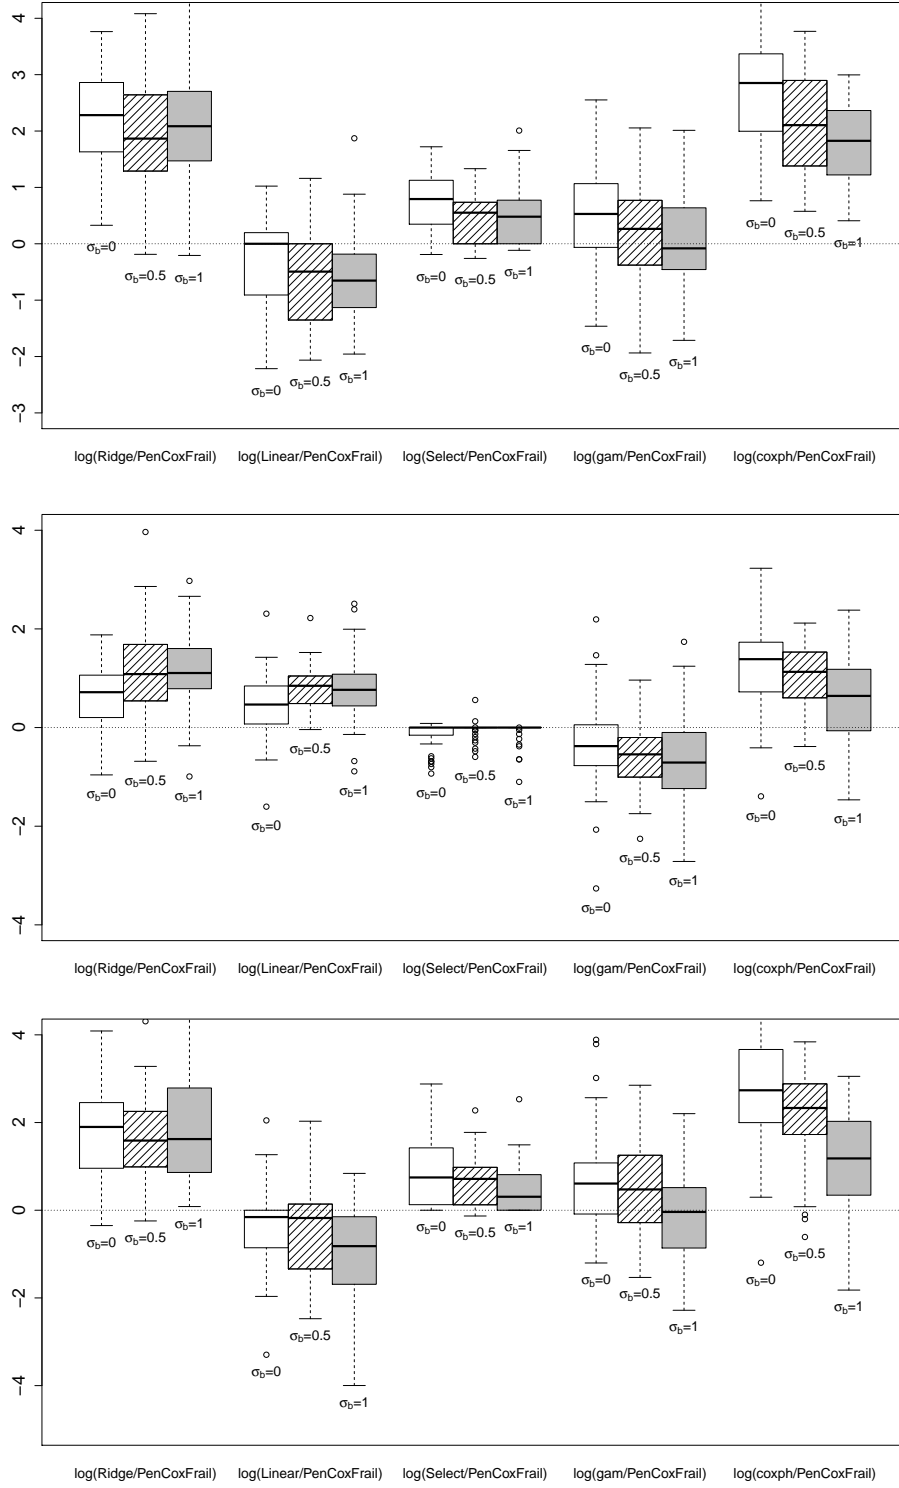 4
3
2
1
0
−1
−2
−3
σb=0
σb=0.5
σb=1
σb=0
σb=0.5
σb=1
σb=0
σb=0.5
σb=1
σb=0
σb=0.5
σb=1
σb=0
σb=0.5
σb=1
log(Ridge/PenCoxFrail) log(Linear/PenCoxFrail) log(Select/PenCoxFrail) log(gam/PenCoxFrail) log(coxph/PenCoxFrail)
4
2
0
−2
−4
σb=0
σb=0.5
σb=1
σb=0
σb=0.5
σb=1
σb=0
σb=0.5
σb=1
σb=0
σb=0.5
σb=1
σb=0
σb=0.5
σb=1
log(Ridge/PenCoxFrail) log(Linear/PenCoxFrail) log(Select/PenCoxFrail) log(gam/PenCoxFrail) log(coxph/PenCoxFrail)
4
2
0
−2
−4
σb=0
σb=0.5
σb=1
σb=0
σb=0.5
σb=1
σb=0
σb=0.5
σb=1
σb=0
σb=0.5
σb=1
σb=0
σb=0.5
σb=1
log(Ridge/PenCoxFrail) log(Linear/PenCoxFrail) log(Select/PenCoxFrail) log(gam/PenCoxFrail) log(coxph/PenCoxFrail)